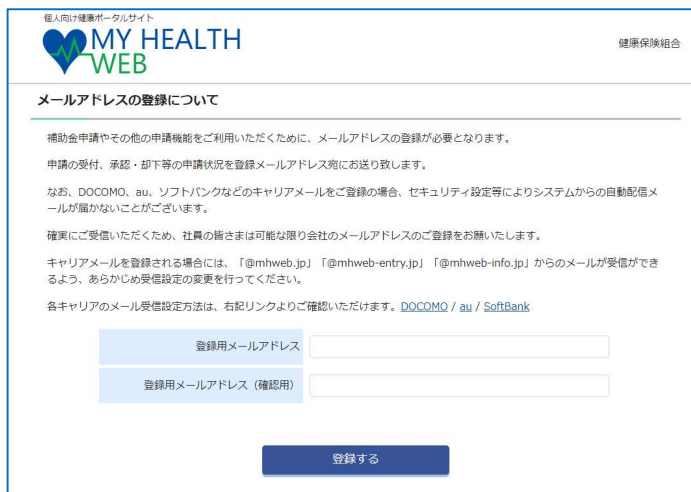 個人向け健康ポータルサイト
MY HEALTH
WEB
健康保険組合
メールアドレスの登録について
補助金申請やその他の申請機能をご利用いただくために、メールアドレスの登録が必要となります。
申請の受付、承認・却下等の申請状況を登録メールアドレス宛にお送り致します。
なお、DOCOMO、au、ソフトバンクなどのキャリアメールをご登録の場合、セキュリティ設定等によりシステムからの自動配信メ
ールが届かないことがございます。
確実にご受信いただくため、社員の皆さまは可能な限り会社のメールアドレスのご登録をお願いいたします。
キャリアメールを登録される場合には、「@mhweb.jp」「@mhweb-entry.jp」「@mhweb-info.jp」からのメールが受信ができ
るよう、あらかじめ受信設定の変更を行ってください。
各キャリアのメール受信設定方法は、右記リンクよりご確認いただけます。DOCOMO / au / SoftBank
登録用メールアドレス
登録用メールアドレス（確認用）
登録する